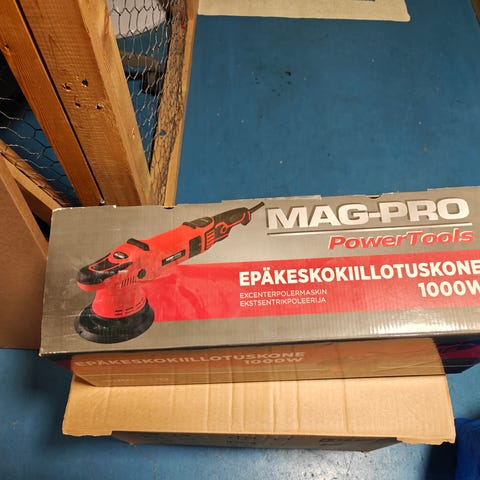 MAG-PRO
PowerTools
EPÄKESKOKIILLOTUSKONE
1000W
EXCENTERPOLERMASKIN
EKSTSENTRIKPOLEERIJA
EPÄKESKOKIILLOTUSKONE
1000W